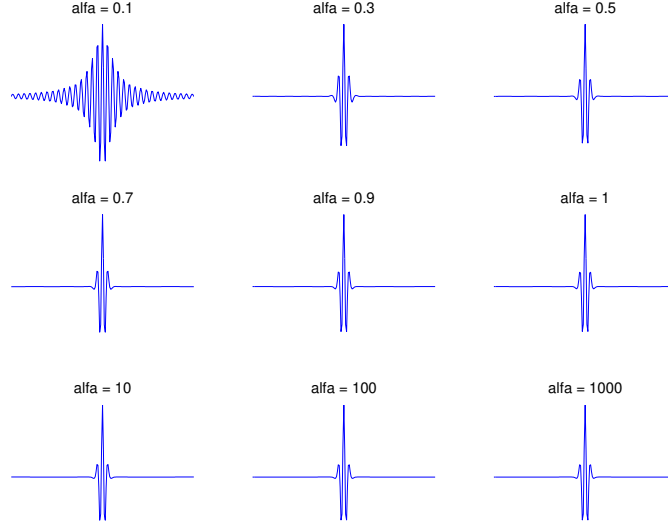 alfa = 0.1
alfa = 0.3
alfa = 0.5
alfa = 0.7
alfa = 0.9
alfa = 1
alfa = 10
alfa = 100
alfa = 1000